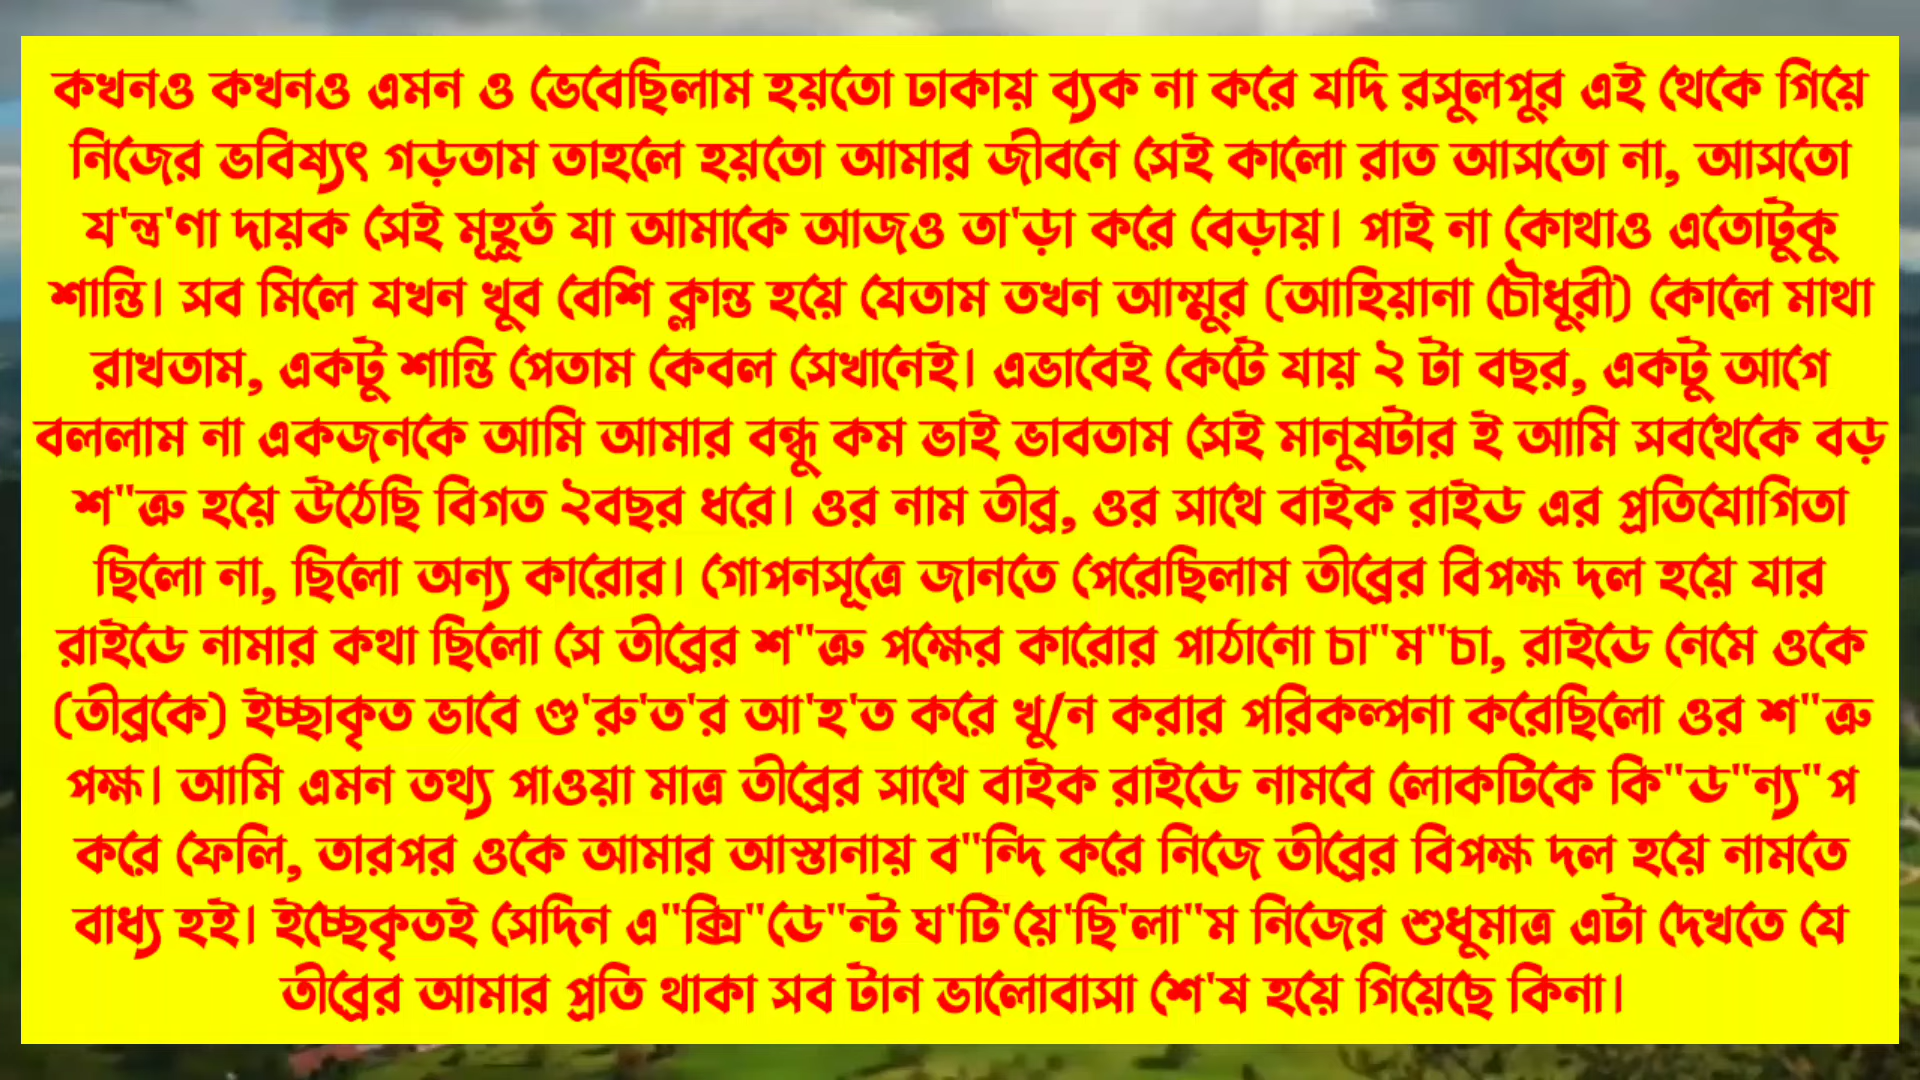 কখনও কখনও এমন ও ভেবেছিলাম হয়তো ঢাকায় ব্যক না করে যদি রসুলপুর এই থেকে গিয়ে
নিজের ভবিষ্যৎ গড়তাম তাহলে হয়তো আমার জীবনে সেই কালো রাত আসতো না, আসতো
য'ন্ত্র'ণা দায়ক সেই মূহূর্ত যা আমাকে আজও তা'ড়া করে বেড়ায়। পাই না কোথাও এতোটুকু
শান্তি। সব মিলে যখন খুব বেশি ক্লান্ত হয়ে যেতাম তখন আম্মুর (আহিয়ানা চৌধুরী) কোলে মাথা
রাখতাম, একটু শান্তি পেতাম কেবল সেখানেই। এভাবেই কেটে যায় ২ টা বছর, একটু আগে
বললাম না একজনকে আমি আমার বন্ধু কম ভাই ভাবতাম সেই মানুষটার ই আমি সবথেকে বড়
শ"ত্রু হয়ে উঠেছি বিগত ২বছর ধরে। ওর নাম তীব্র, ওর সাথে বাইক রাইড এর প্রতিযোগিতা
ছিলো না, ছিলো অন্য কারোর। গোপনসূত্রে জানতে পেরেছিলাম তীব্রের বিপক্ষ দল হয়ে যার
রাইডে নামার কথা ছিলো সে তীব্রের শ"ত্রু পক্ষের কারোর পাঠানো চা"ম"চা, রাইডে নেমে ওকে
(তীব্রকে) ইচ্ছাকৃত ভাবে গু'রু'ত'র আ'হ'ত করে খু/ন করার পরিকল্পনা করেছিলো ওর শ"ত্রু
পক্ষ। আমি এমন তথ্য পাওয়া মাত্র তীব্রের সাথে বাইক রাইডে নামবে লোকটিকে কি"ড"ন্য"প
করে ফেলি, তারপর ওকে আমার আস্তানায় ব"ন্দি করে নিজে তীব্রের বিপক্ষ দল হয়ে নামতে
বাধ্য হই। ইচ্ছেকৃতই সেদিন এ"ক্সি"ডে"ন্ট ঘ'টি'য়ে'ছি'লা"ম নিজের শুধুমাত্র এটা দেখতে যে
তীব্রের আমার প্রতি থাকা সব টান ভালোবাসা শে'ষ হয়ে গিয়েছে কিনা।